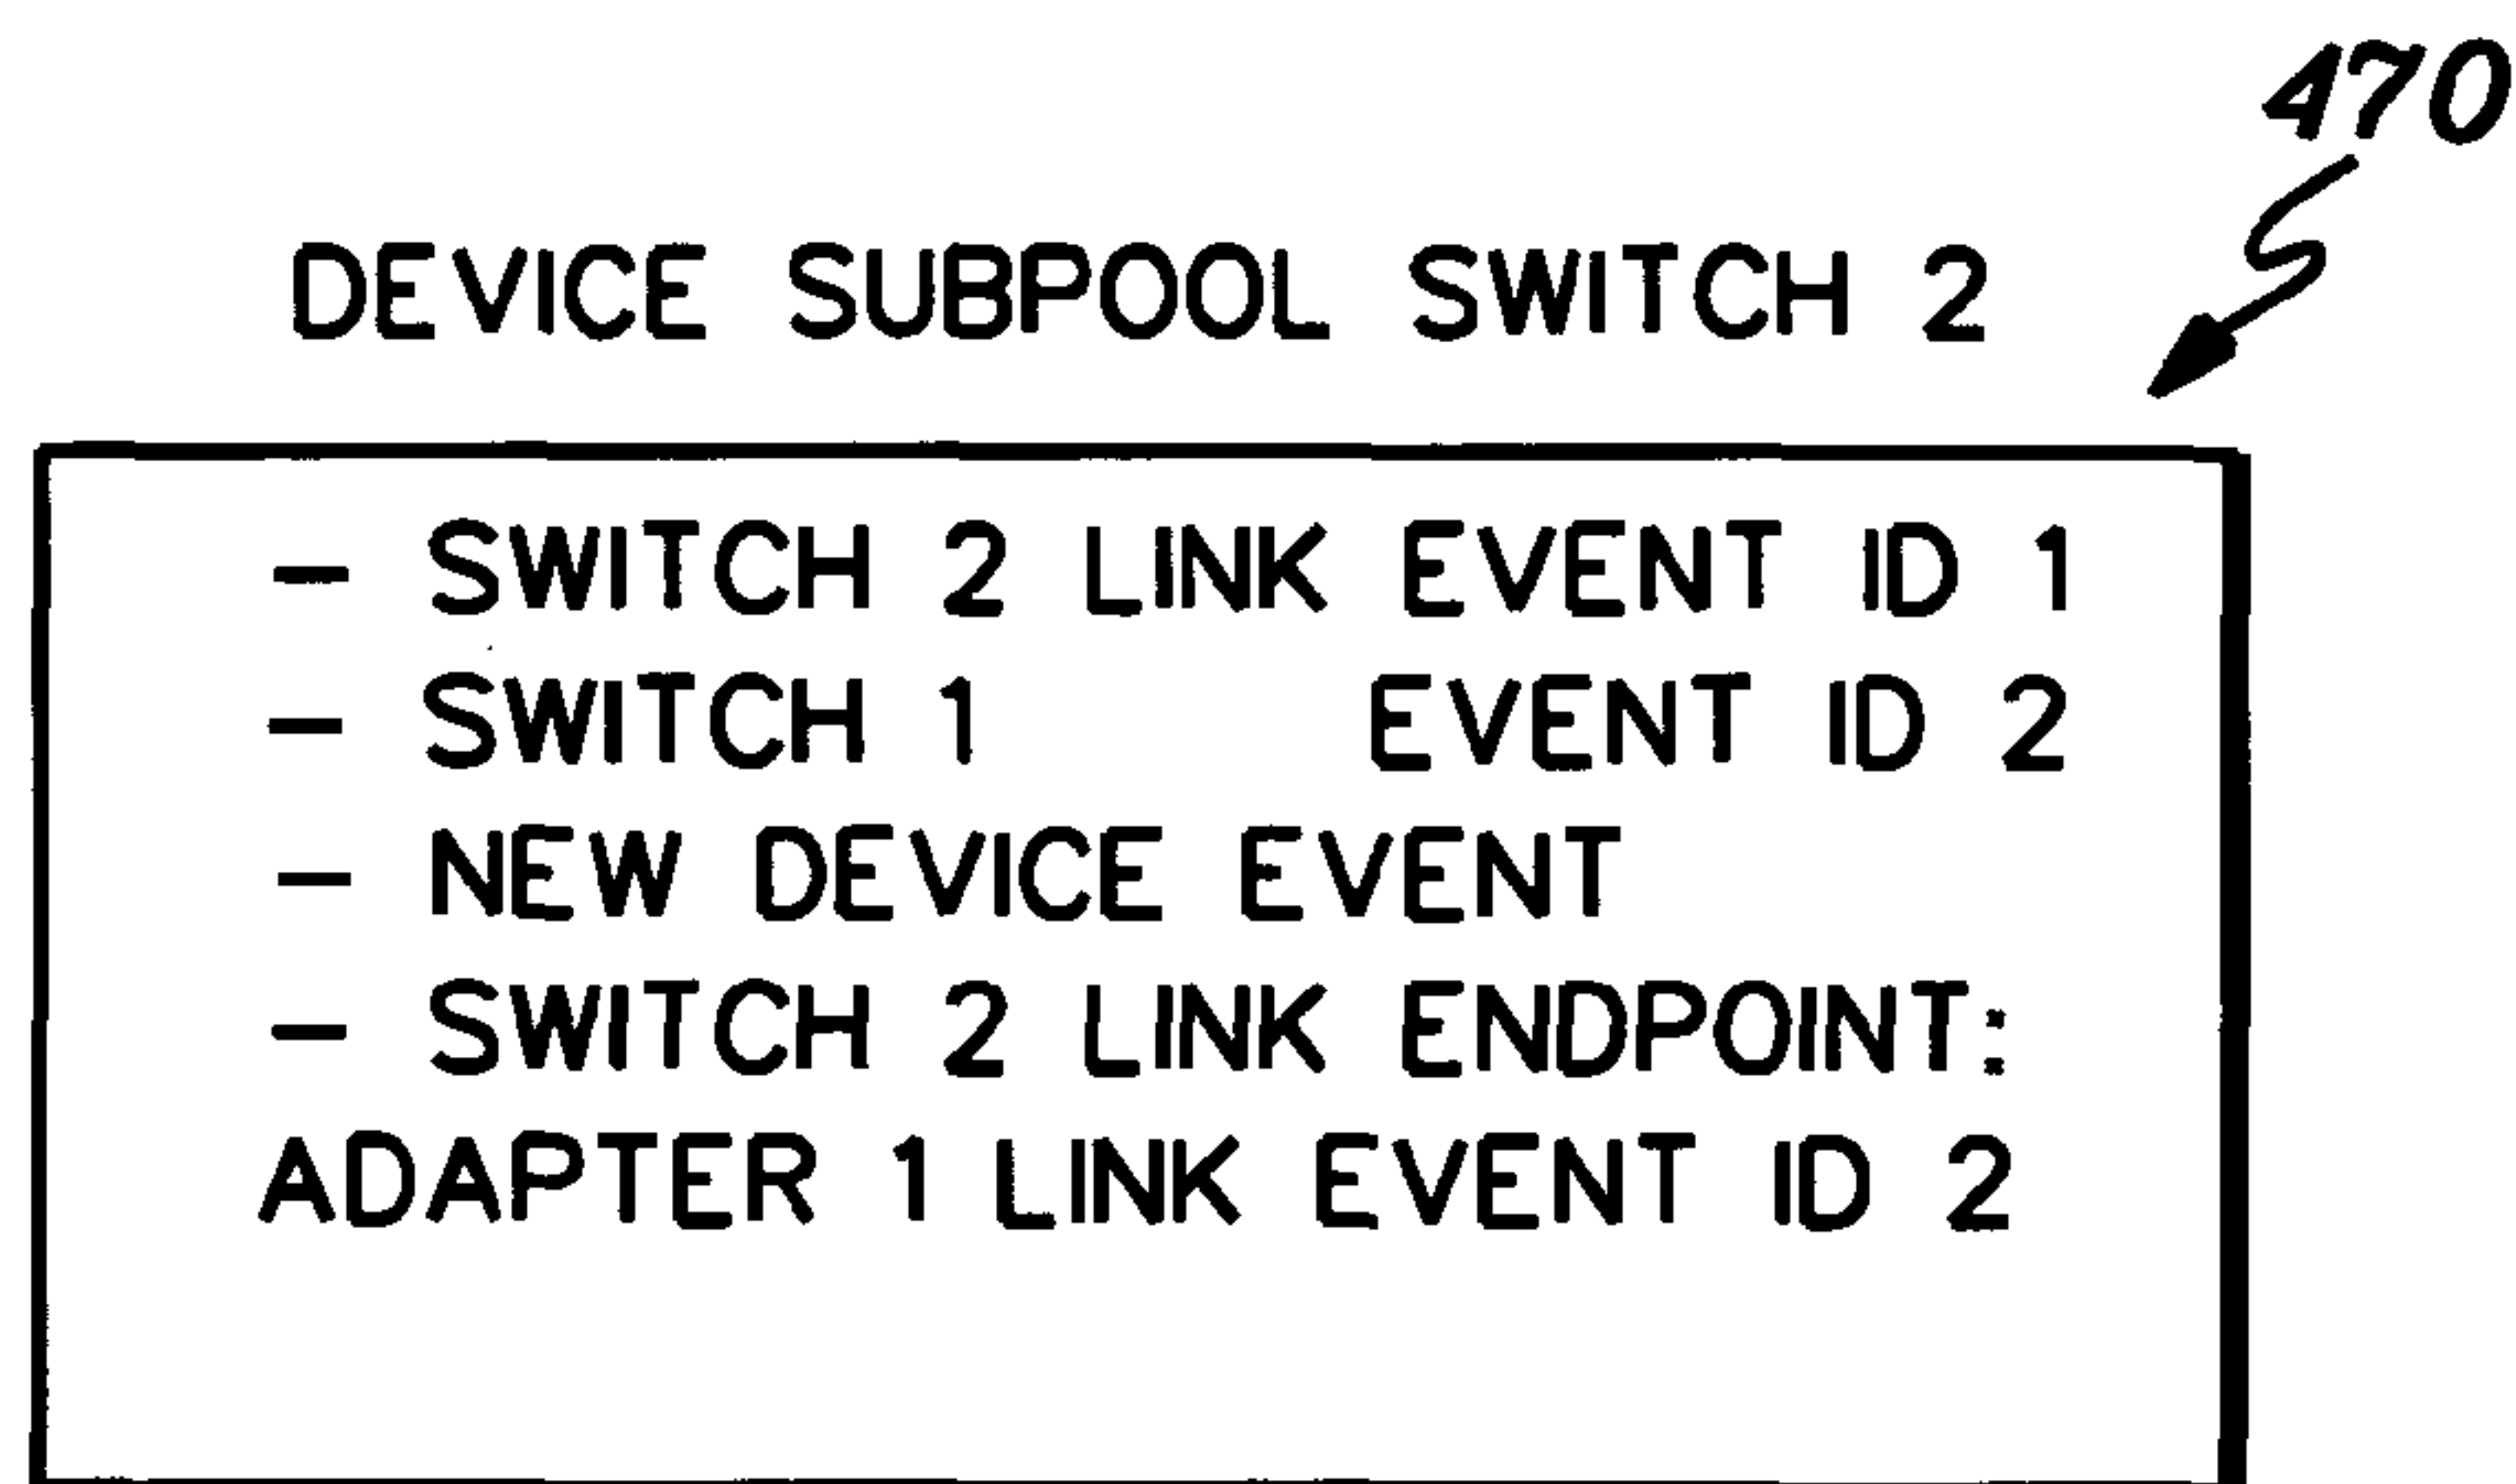 470
DEVICE SUBPOOL SWITCH 2
- SWITCH 2 LINK EVENT ID 1
- SWITCH 1 EVENT ID 2
- NEW DEVICE EVENT
- SWITCH 2 LINK ENDPOINT:
ADAPTER 1 LINK EVENT ID 2